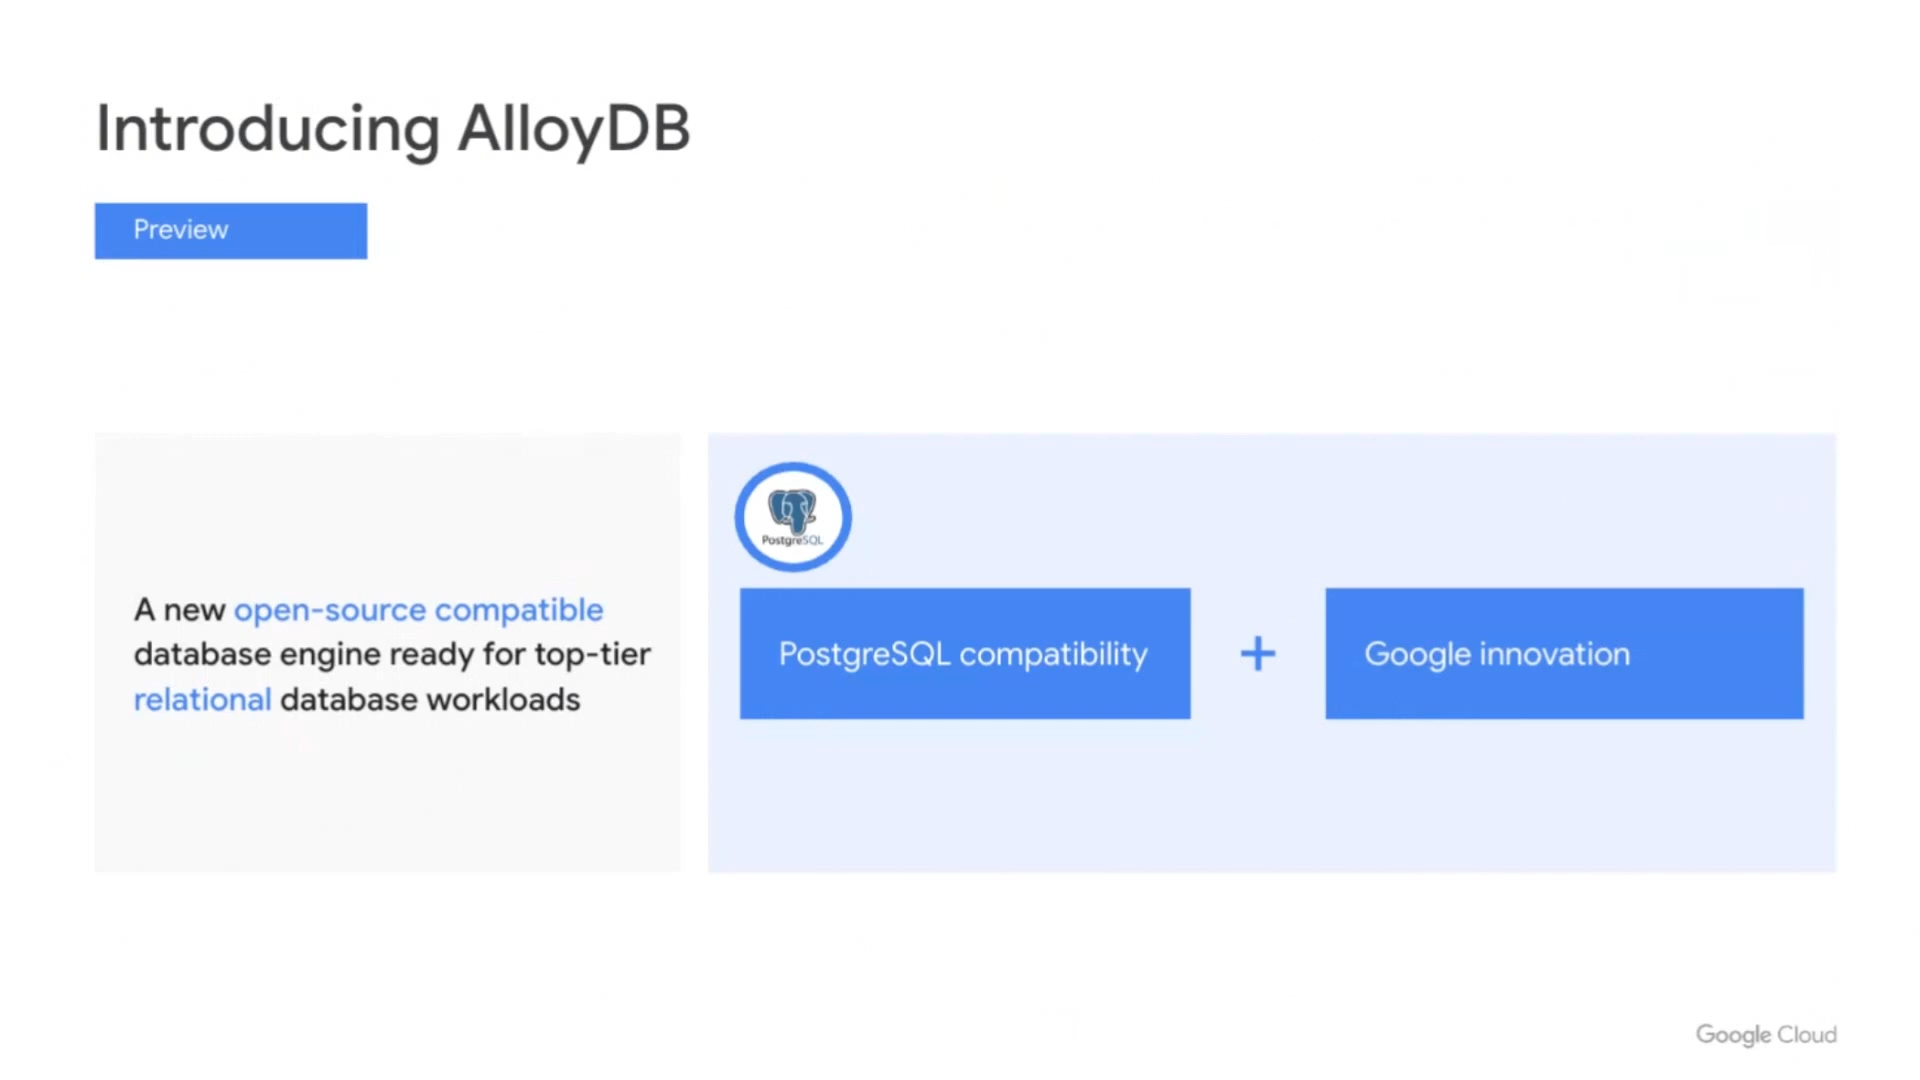 Introducing AlloyDB
Preview
A new open-source compatible
database engine ready for top-tier
relational database workloads
PostgreSQL
PostgreSQL compatibility
+
Google innovation
Google Cloud